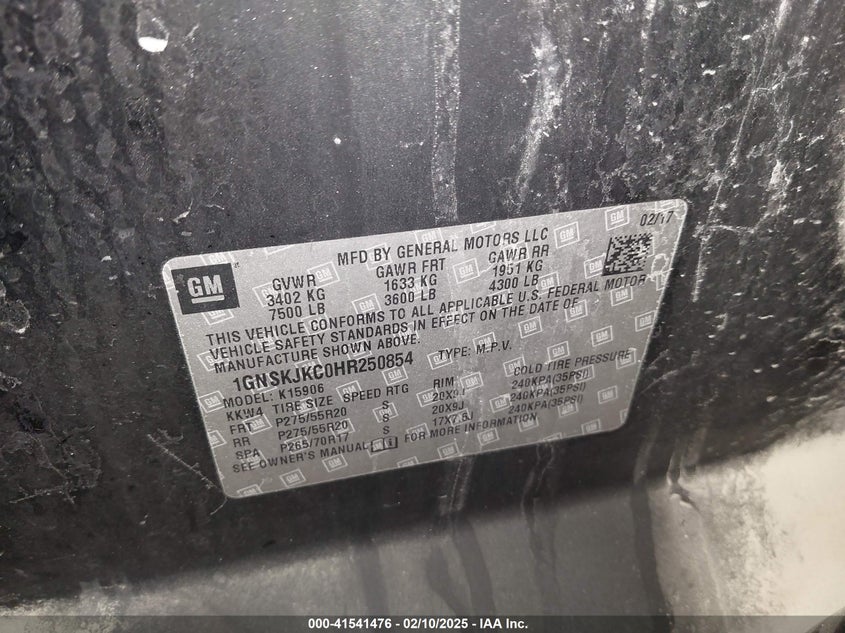 GM
MFD BY GENERAL MOTORS LLC
02/17
GVWR GAWR FRT GAWR RR
3402 KG 1633 KG 1951 KG
7500 LB 3600 LB 4300 LB
THIS VEHICLE CONFORMS TO ALL APPLICABLE U.S. FEDERAL MOTOR
VEHICLE SAFETY STANDARDS IN EFFECT ON THE DATE OF
MANUFACTURE SHOWN ABOVE.
1GNSKJKC0HR250854 TYPE: M.P.V.
MODEL: K15906
KKW4 TIRE SIZE SPEED RTG RIM COLD TIRE PRESSURE
FRT P275/55R20 S 20X9J 240KPA(35PSI)
RR P275/55R20 S 20X9J 240KPA(35PSI)
SPA P265/70R17 S 17X7.5J 240KPA(35PSI)
SEE OWNER'S MANUAL FOR MORE INFORMATION
000-41541476 - 02/10/2025 - IAA Inc.